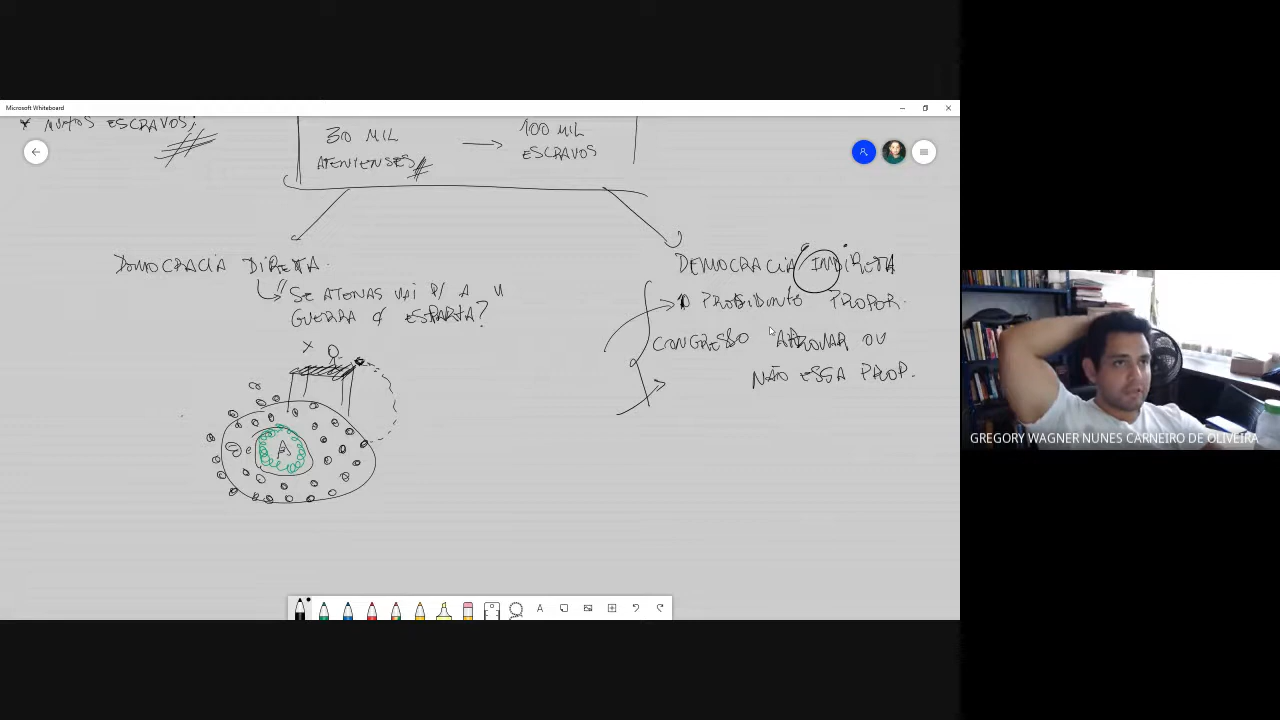 Microsoft Whiteboard
* MUITOS ESCRAVOS;
30 MIL
ATENIENSES
100 MIL
ESCRAVOS
DEMOCRACIA DIRETA.
SE ATENAS VAI P/ A
GUERRA C/ ESPARTA?
X
A
DEMOCRACIA INDIRETA
O PRESIDENTE PROPOR.
CONGRESSO APROVAR OU
NÃO ESSA PROP.
A
GREGORY WAGNER NUNES CARNEIRO DE OLIVEIRA